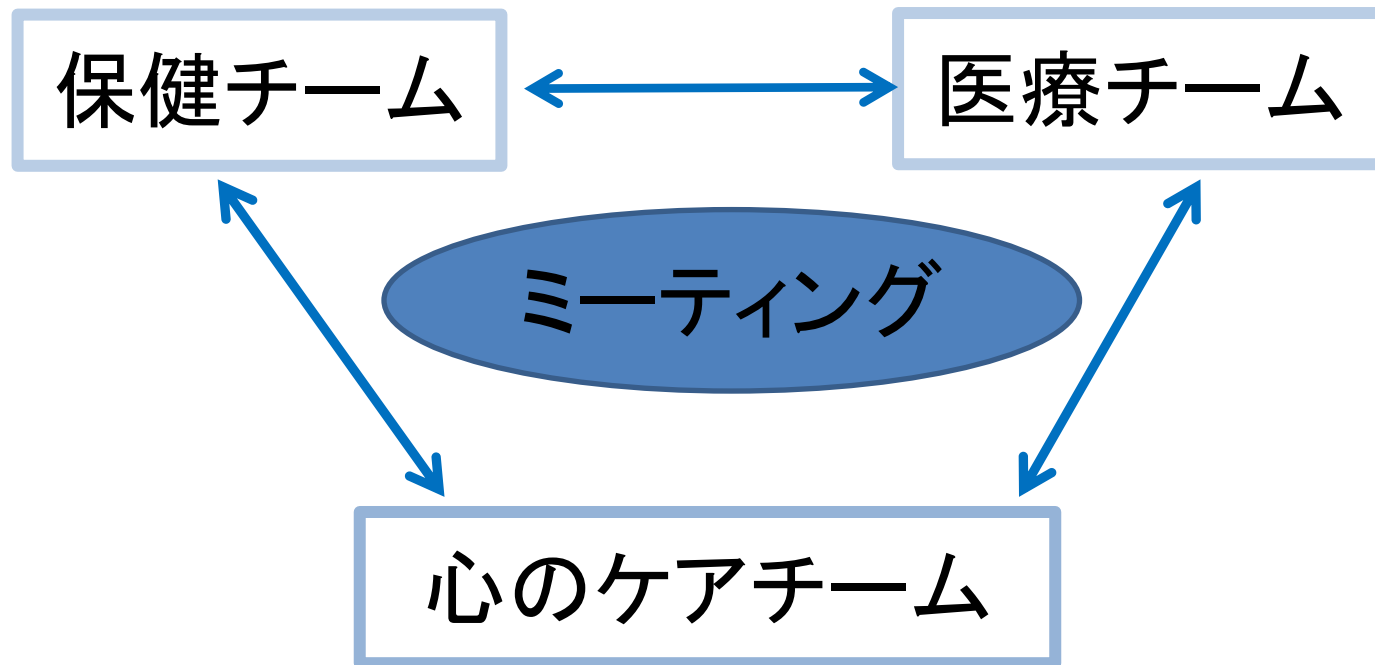 保健チーム
医療チーム
ミーティング
心のケアチーム